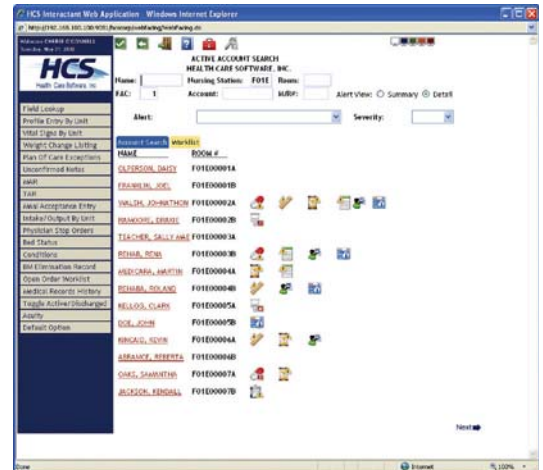 HCS Interactant Web Application - Windows Internet Explorer
ACTIVE ACCOUNT SEARCH
HEALTH CARE SOFTWARE, INC.
HCS
Health Care Software, Inc.
Name:
Nursing Station: F01E
Room:
FAC: 1
Account:
MUR#:
Alert View: Summary Detail
Alert:
Severity:
Field Lookup
Profile Entry By Unit
Vital Signs By Unit
Weight Change Listing
Plan Of Care Exceptions
Unconfirmed Notes
MAR
TAR
Meal Acceptance Entry
Intake/Output By Unit
Physician Stop Orders
Bed Status
Conditions
BM Elimination Record
Open Order Worklist
Medical Records History
Toggle Active/Discharged
Acuity
Default Option
Account Search Worklist
NAME ROOM #
OLPERSON, DAISY F01E00001A
FRANKLIN, JOEL F01E00001B
WALSH, JOHNATHON F01E00002A
F01E00002B
TEACHER, SALLY MAE F01E00003A
REHAB, RENA F01E00003B
MEDICARA, MARTIN F01E00004A
REHABA, ROLAND F01E00004B
KELLOG, CLARK F01E00005A
DOE, JOHN F01E00005B
KINCAID, KEVIN F01E00006A
ABRAMCE, REBERTA F01E00006B
OAKS, SAMANTHA F01E00007A
JACKSON, KENDALL F01E00007B
Next
Done
Internet
100%